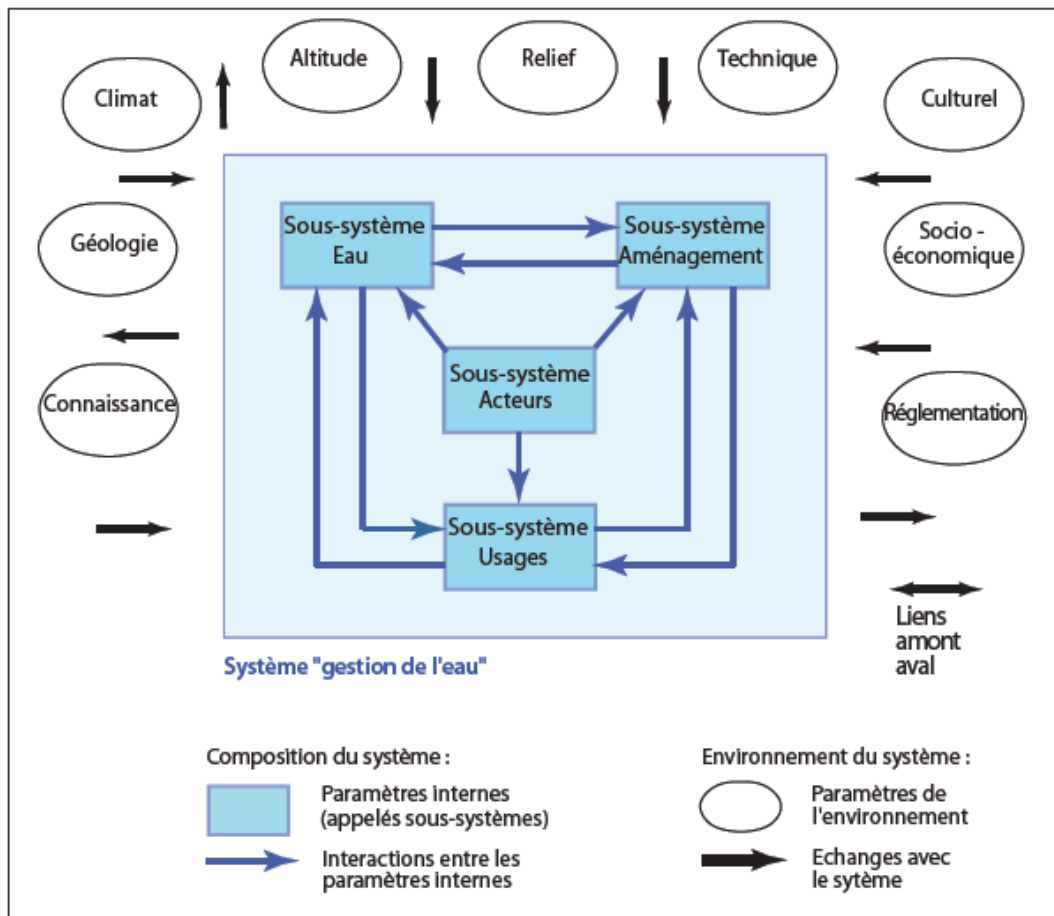 Altitude
Relief
Technique
Climat
Culturel
Géologie
Socio -
économique
Connaissance
Réglementation
Sous-système
Eau
Sous-système
Aménagement
Sous-système
Acteurs
Sous-système
Usages
Liens
amont
aval
Système "gestion de l'eau"
Composition du système :
Paramètres internes
(appelés sous-systèmes)
Interactions entre les
paramètres internes
Environnement du système :
Paramètres de
l'environnement
Echanges avec
le sytème